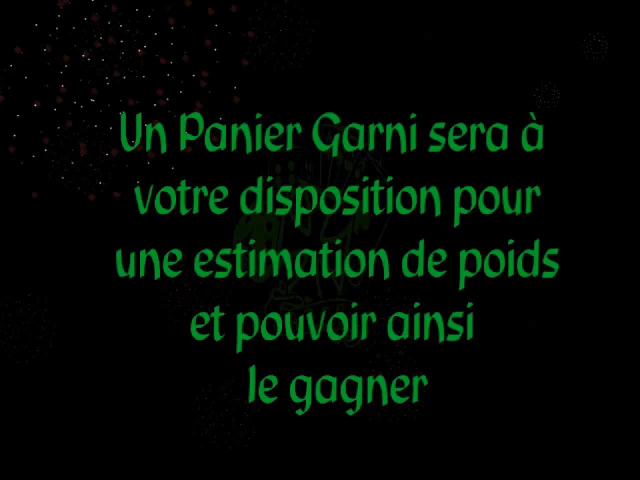 Un Panier Garni sera à
votre disposition pour
une estimation de poids
et pouvoir ainsi
le gagner